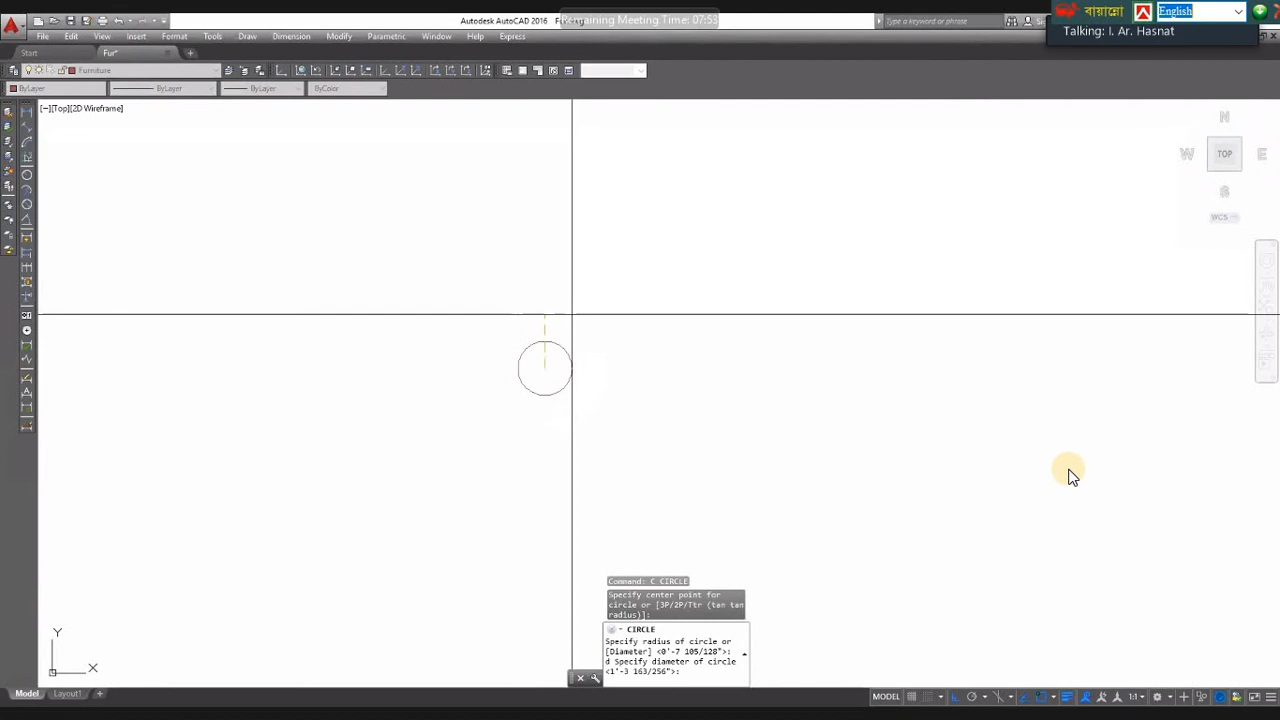 Autodesk AutoCAD 2016
Remaining Meeting Time: 07:53
Type a keyword or phrase
বায়ান্নো
English
Talking: I. Ar. Hasnat
File Edit View Insert Format Tools Draw Dimension Modify Parametric Window Help Express
Start Fur*
Furniture
ByLayer ByLayer ByLayer ByColor
[−][Top][2D Wireframe]
N
W TOP E
S
WCS
Command: C CIRCLE
Specify center point for
circle or [3P/2P/Ttr (tan tan
radius)]:
- CIRCLE
Specify radius of circle or
[Diameter] <0'-7 105/128">:
d Specify diameter of circle
<1'-3 163/256">:
Y
X
Model Layout1 +
MODEL 1:1